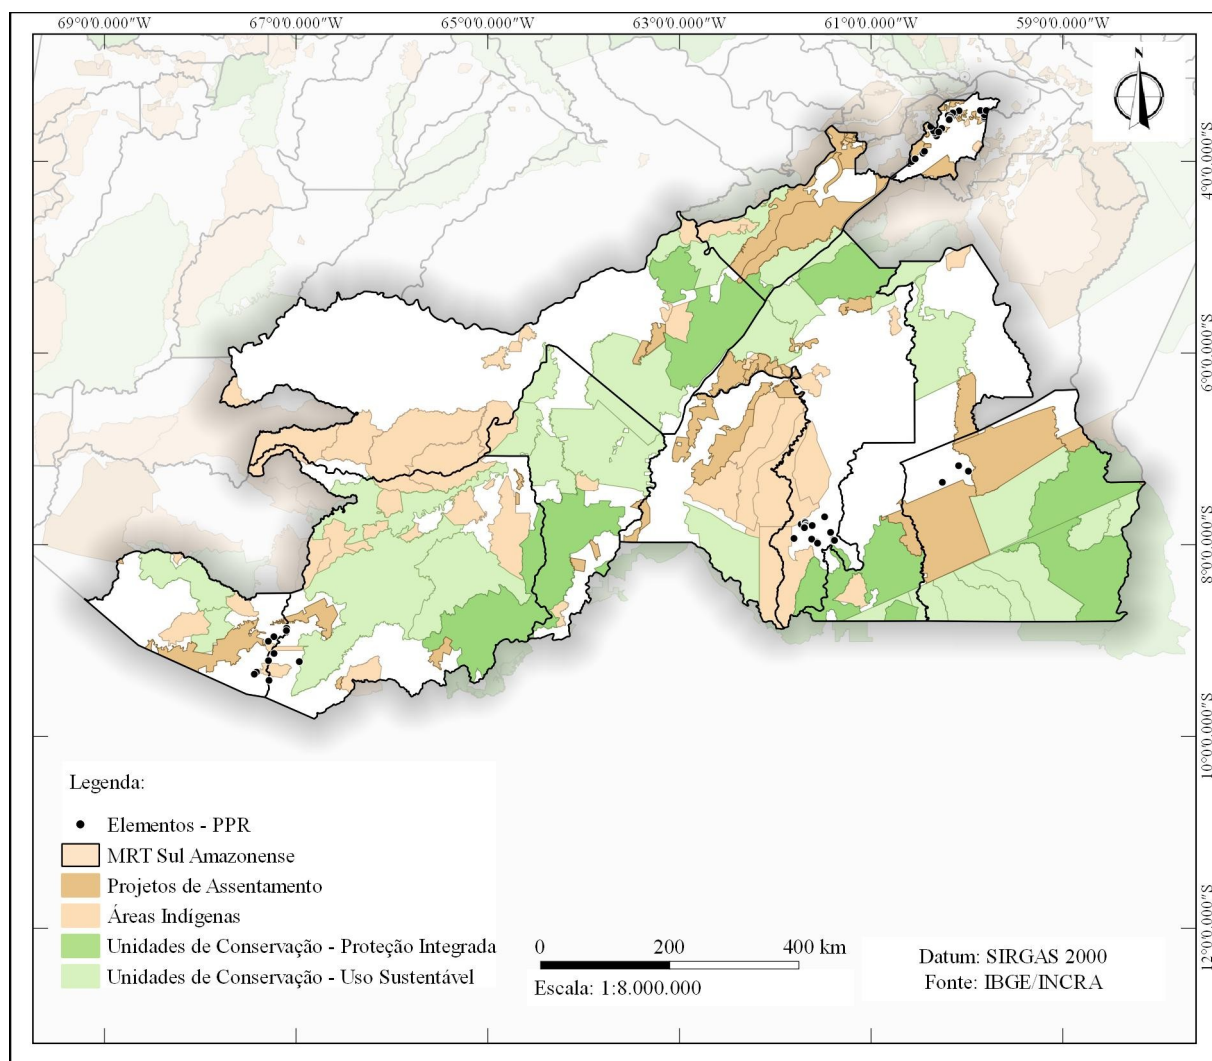 69°0'0.000"W 67°0'0.000"W 65°0'0.000"W 63°0'0.000"W 61°0'0.000"W 59°0'0.000"W
N
4°0'0.000"S
6°0'0.000"S
8°0'0.000"S
10°0'0.000"S
12°0'0.000"S
Legenda:
Elementos - PPR
MRT Sul Amazonense
Projetos de Assentamento
Áreas Indígenas
Unidades de Conservação - Proteção Integrada
Unidades de Conservação - Uso Sustentável
0 200 400 km
Escala: 1:8.000.000
Datum: SIRGAS 2000
Fonte: IBGE/INCRA